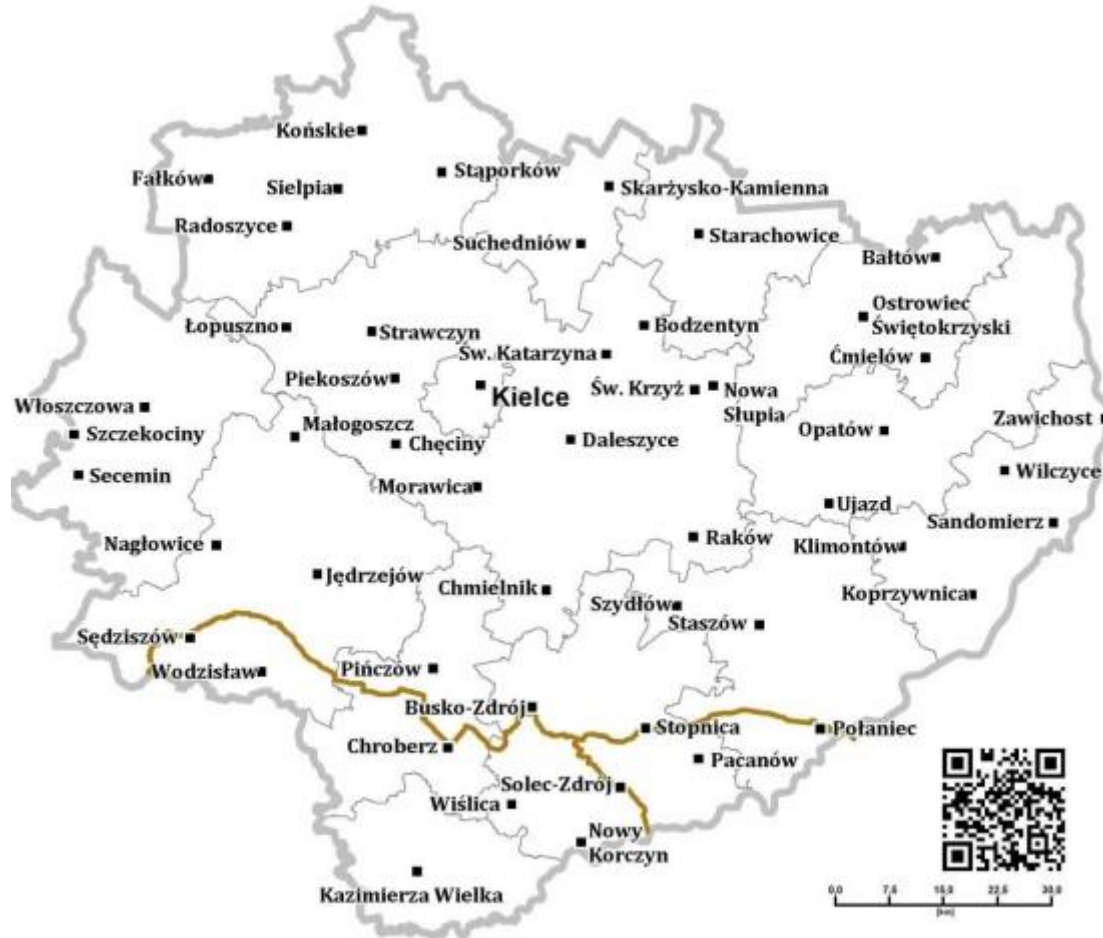 Końskie
Fałków
Sielpia
Stąporków
Skarżysko-Kamienna
Radoszyce
Suchedniów
Starachowice
Bałtów
Ostrowiec
Świętokrzyski
Łopuszno
Strawczyn
Bodzentyn
Św. Katarzyna
Ćmielów
Piekoszów
Kielce
Św. Krzyż
Nowa
Słupia
Włoszczowa
Szczekociny
Małogoszcz
Chęciny
Daleszyce
Opatów
Zawichost
Secemin
Morawica
Wilczyce
Ujazd
Sandomierz
Nagłowice
Raków
Klimontów
Jędrzejów
Chmielnik
Szydłów
Staszów
Koprzywnica
Sędziszów
Wodzisław
Pińczów
Busko-Zdrój
Stopnica
Połaniec
Chroberz
Pacanów
Solec-Zdrój
Wiślica
Nowy
Korczyn
Kazimierza Wielka
0,0 7,5 15,0 22,5 30,0
[km]